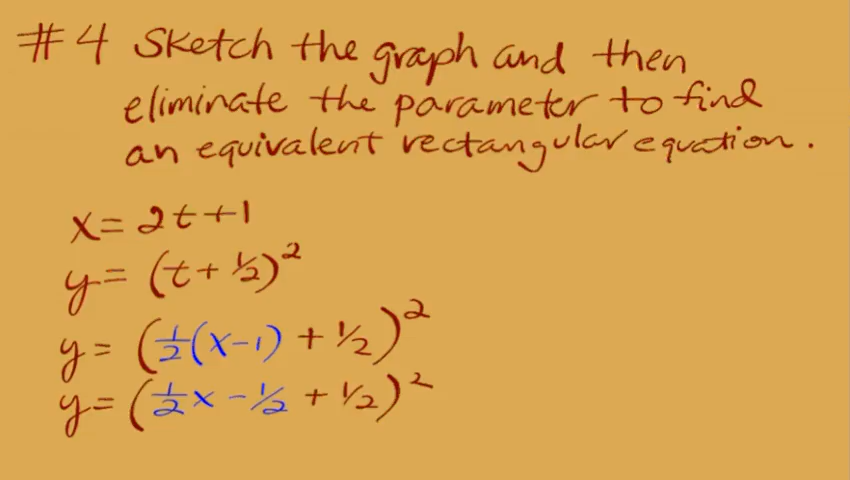 #4 Sketch the graph and then
eliminate the parameter to find
an equivalent rectangular equation.
x = 2t+1
y = (t + 1/2)²
y = (1/2(x-1) + 1/2)²
y = (1/2x - 1/2 + 1/2)²